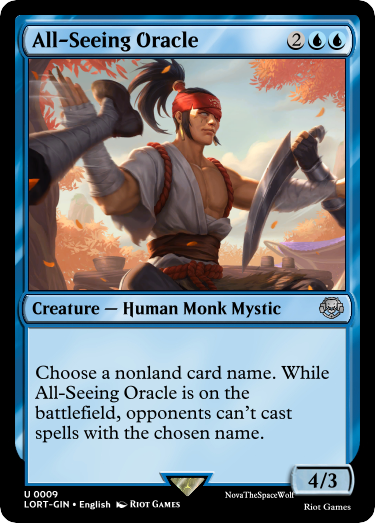 All-Seeing Oracle 2
Creature — Human Monk Mystic
Choose a nonland card name. While
All-Seeing Oracle is on the
battlefield, opponents can't cast
spells with the chosen name.
4/3
U 0009
LORT-GIN • English Riot Games
NovaTheSpaceWolf
Riot Games